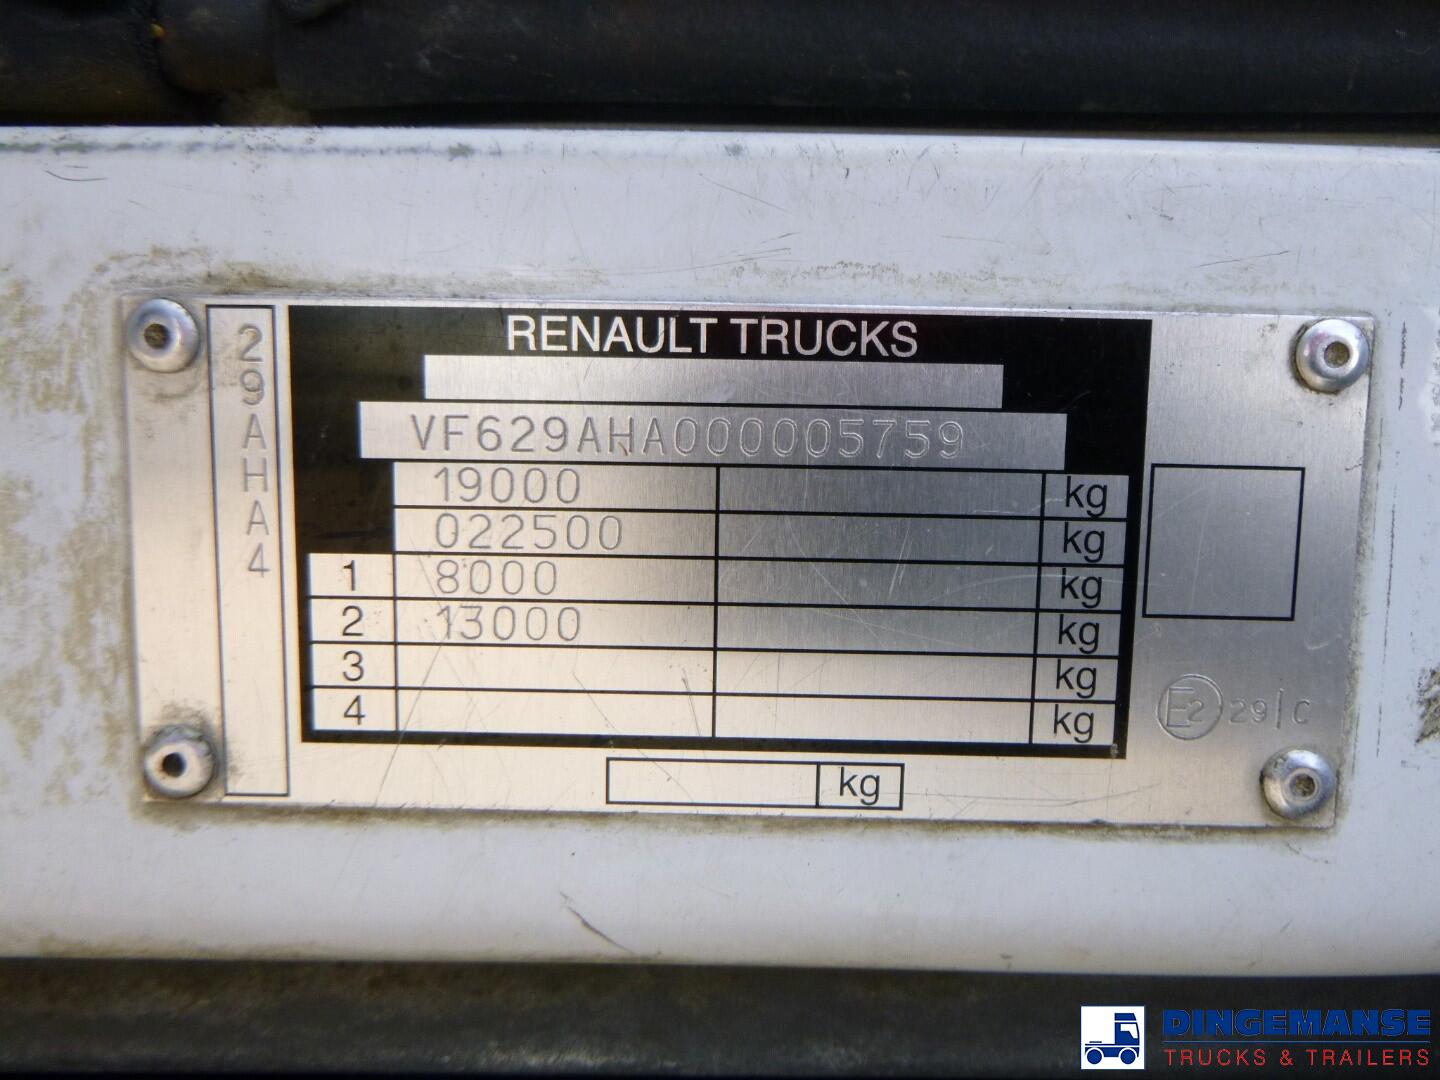 29AHA4
RENAULT TRUCKS
VF629AHA000005759
19000 kg
022500 kg
1 8000 kg
2 13000 kg
3 kg
4 kg
kg
E2 29 | C
DINGEMANSE
TRUCKS & TRAILERS